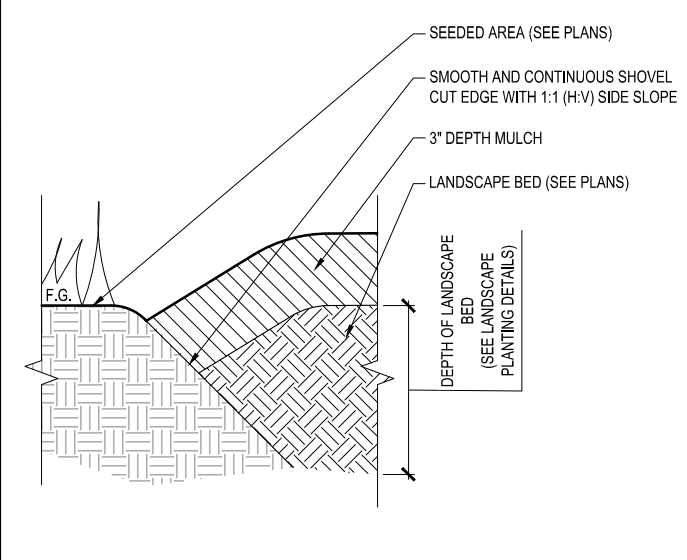 SEEDED AREA (SEE PLANS)
SMOOTH AND CONTINUOUS SHOVEL
CUT EDGE WITH 1:1 (H:V) SIDE SLOPE
3" DEPTH MULCH
LANDSCAPE BED (SEE PLANS)
F.G.
DEPTH OF LANDSCAPE
BED
(SEE LANDSCAPE
PLANTING DETAILS)